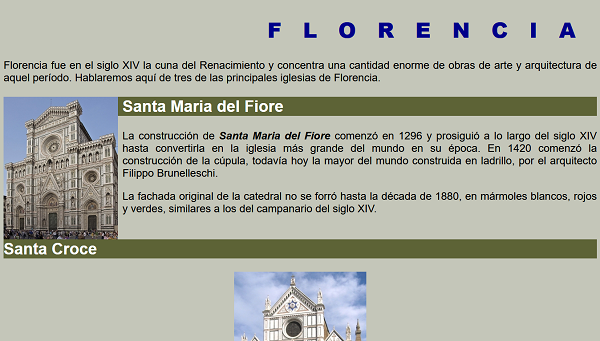 FLORENCIA
Florencia fue en el siglo XIV la cuna del Renacimiento y concentra una cantidad enorme de obras de arte y arquitectura de
aquel período. Hablaremos aquí de tres de las principales iglesias de Florencia.
Santa Maria del Fiore
La construcción de Santa Maria del Fiore comenzó en 1296 y prosiguió a lo largo del siglo XIV
hasta convertirla en la iglesia más grande del mundo en su época. En 1420 comenzó la
construcción de la cúpula, todavía hoy la mayor del mundo construida en ladrillo, por el arquitecto
Filippo Brunelleschi.
La fachada original de la catedral no se forró hasta la década de 1880, en mármoles blancos, rojos
y verdes, similares a los del campanario del siglo XIV.
Santa Croce